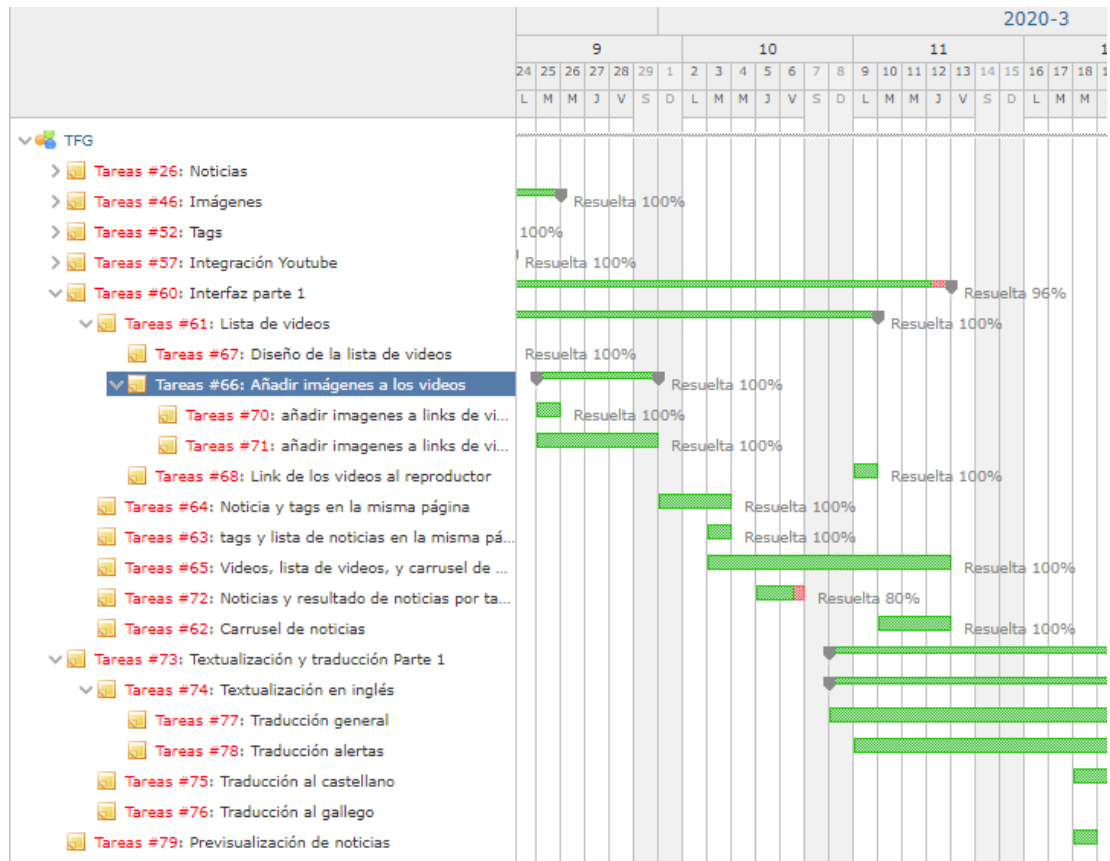 2020-3
9 10 11 1
24 25 26 27 28 29 1 2 3 4 5 6 7 8 9 10 11 12 13 14 15 16 17 18 1
L M M J V S D L M M J V S D L M M J V S D L M M
TFG
Tareas #26: Noticias
Tareas #46: Imágenes Resuelta 100%
Tareas #52: Tags 100%
Tareas #57: Integración Youtube Resuelta 100%
Tareas #60: Interfaz parte 1 Resuelta 96%
Tareas #61: Lista de videos Resuelta 100%
Tareas #67: Diseño de la lista de videos Resuelta 100%
Tareas #66: Añadir imágenes a los videos Resuelta 100%
Tareas #70: añadir imagenes a links de vi... Resuelta 100%
Tareas #71: añadir imagenes a links de vi... Resuelta 100%
Tareas #68: Link de los videos al reproductor Resuelta 100%
Tareas #64: Noticia y tags en la misma página Resuelta 100%
Tareas #63: tags y lista de noticias en la misma pá... Resuelta 100%
Tareas #65: Videos, lista de videos, y carrusel de ... Resuelta 100%
Tareas #72: Noticias y resultado de noticias por ta... Resuelta 80%
Tareas #62: Carrusel de noticias Resuelta 100%
Tareas #73: Textualización y traducción Parte 1
Tareas #74: Textualización en inglés
Tareas #77: Traducción general
Tareas #78: Traducción alertas
Tareas #75: Traducción al castellano
Tareas #76: Traducción al gallego
Tareas #79: Previsualización de noticias